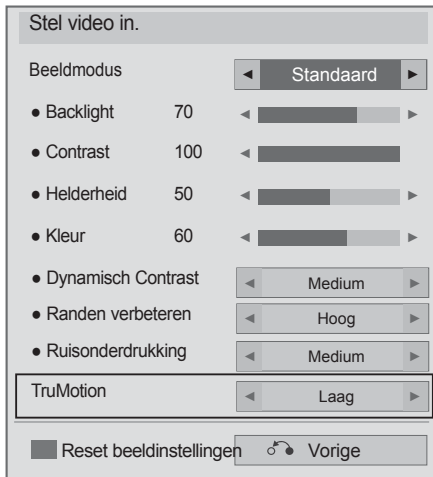 Stel video in.
Beeldmodus ◄ Standaard ►
● Backlight 70 ◄ ►
● Contrast 100 ◄
● Helderheid 50 ◄ ►
● Kleur 60 ◄ ►
● Dynamisch Contrast ◄ Medium ►
● Randen verbeteren ◄ Hoog ►
● Ruisonderdrukking ◄ Medium ►
TruMotion ◄ Laag ►
Reset beeldinstellingen Vorige